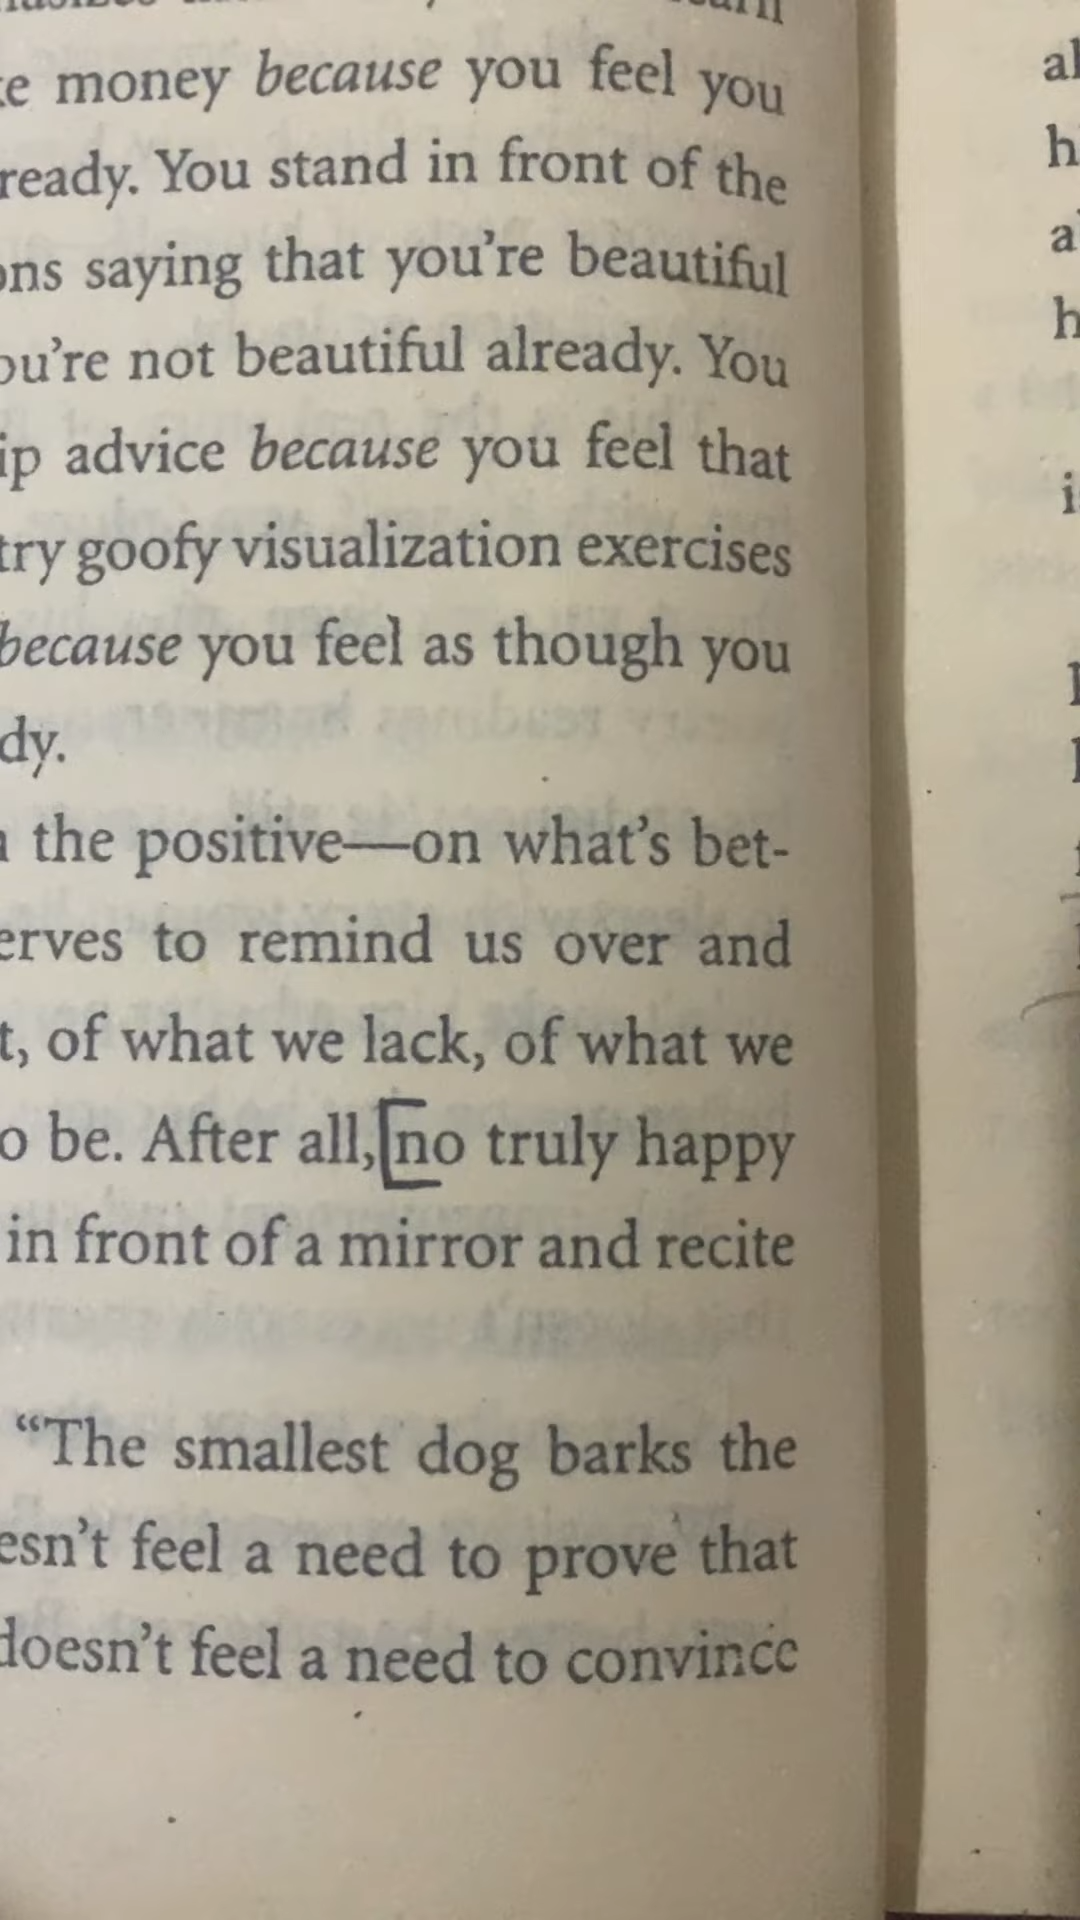 money because you feel you
ready. You stand in front of the
ons saying that you're beautiful
ou're not beautiful already. You
ip advice because you feel that
try goofy visualization exercises
because you feel as though you
dy.
the positive—on what's bet-
erves to remind us over and
t, of what we lack, of what we
o be. After all, [no truly happy
in front of a mirror and recite
“The smallest dog barks the
esn't feel a need to prove that
doesn't feel a need to convince
al
h
a
h
i